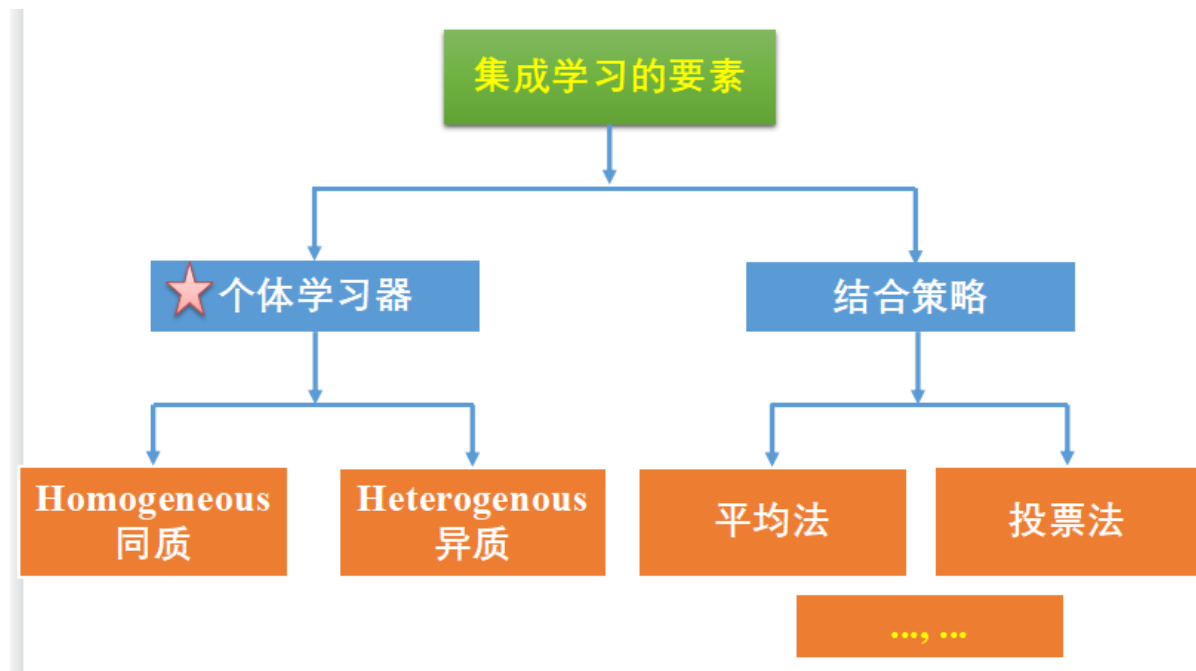 集成学习的要素
个体学习器
结合策略
Homogeneous
同质
Heterogenous
异质
平均法
投票法
..., ...